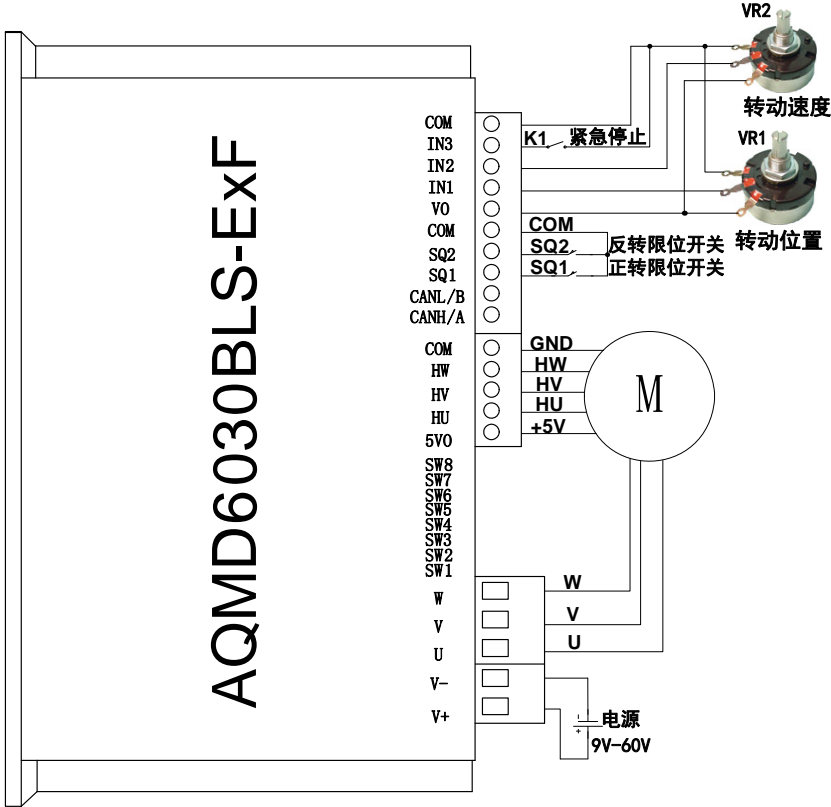 VR2
转动速度
VR1
转动位置
AQMD6030BLS-ExF
COM
IN3
IN2
IN1
VO
COM
SQ2
SQ1
CANL/B
CANH/A
COM
HW
HV
HU
5VO
SW8
SW7
SW6
SW5
SW4
SW3
SW2
SW1
W
V
U
V-
V+
K1 紧急停止
COM
SQ2 反转限位开关
SQ1 正转限位开关
GND
HW
HV
HU
+5V
M
W
V
U
- 电源
+ 9V-60V